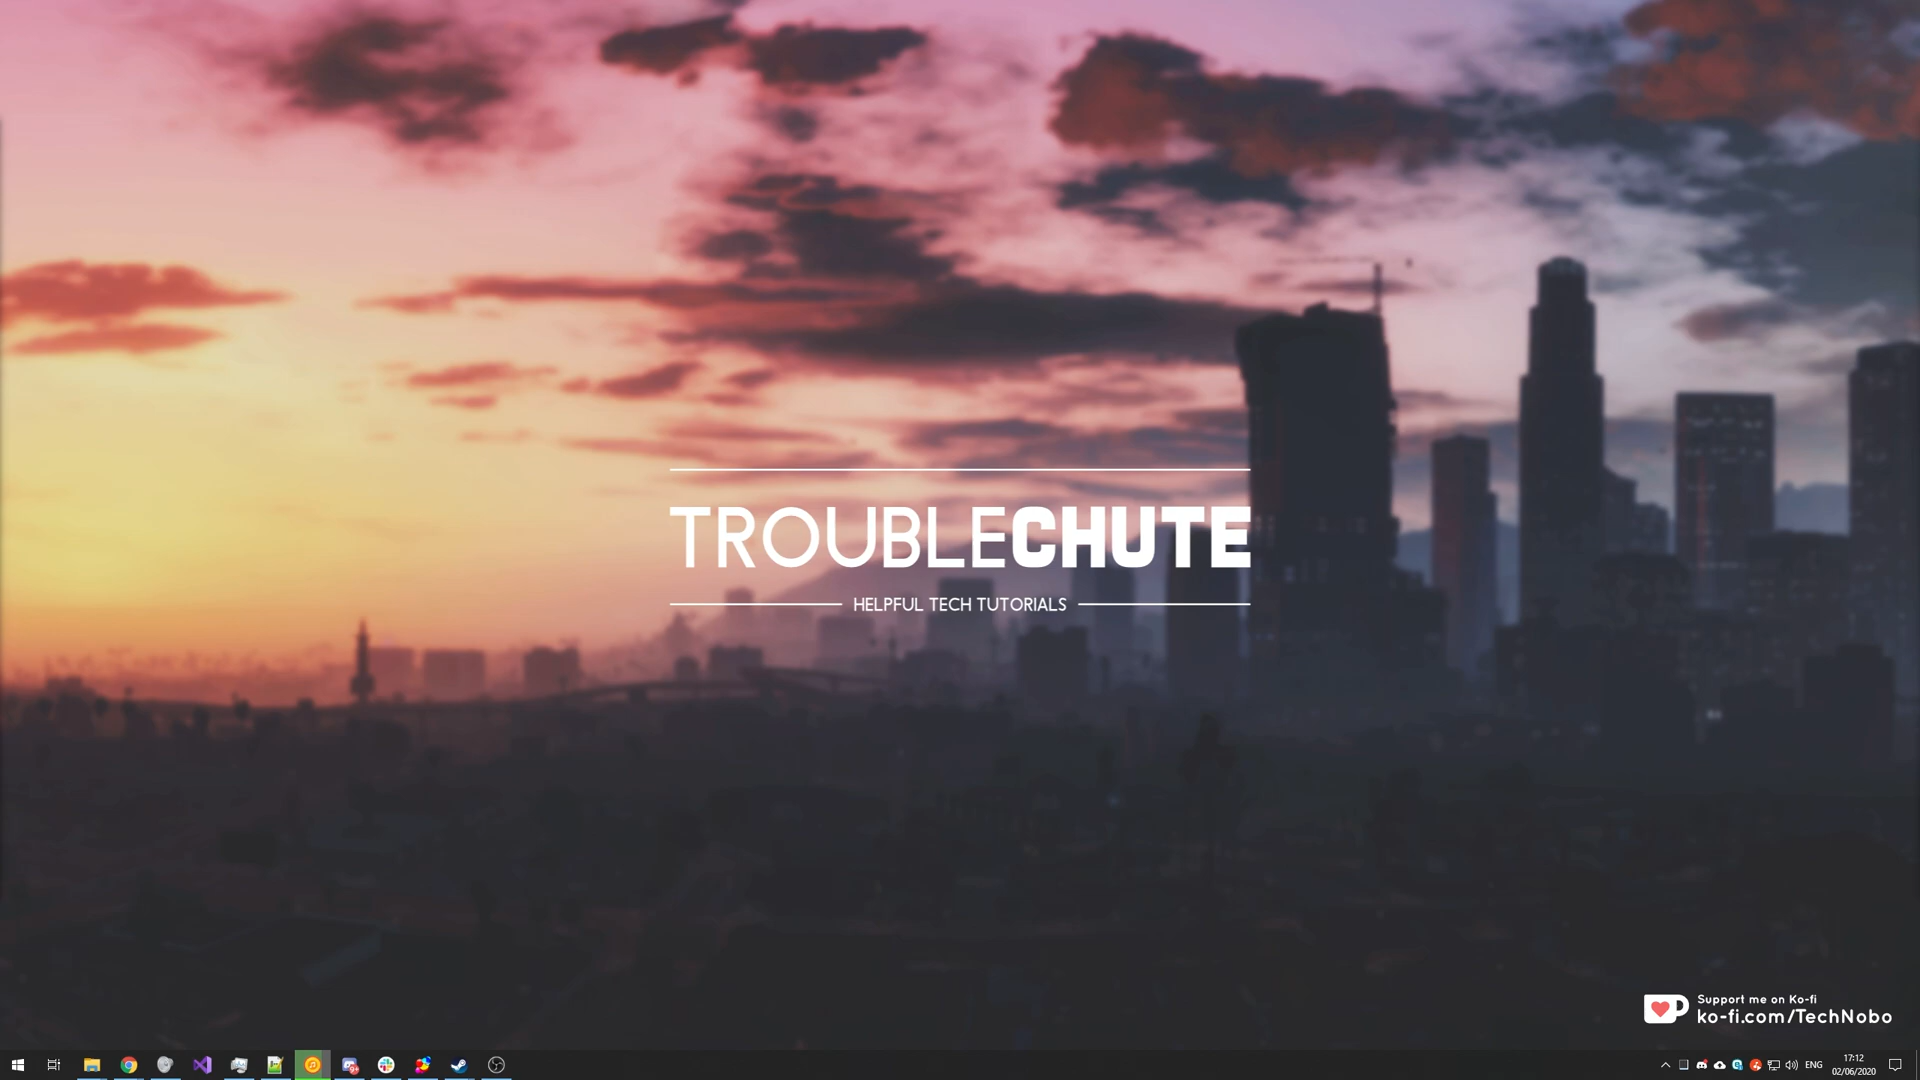 TROUBLECHUTE
HELPFUL TECH TUTORIALS
Support me on Ko-fi
ko-fi.com/TechNobo
9+
ENG
17:12
02/06/2020